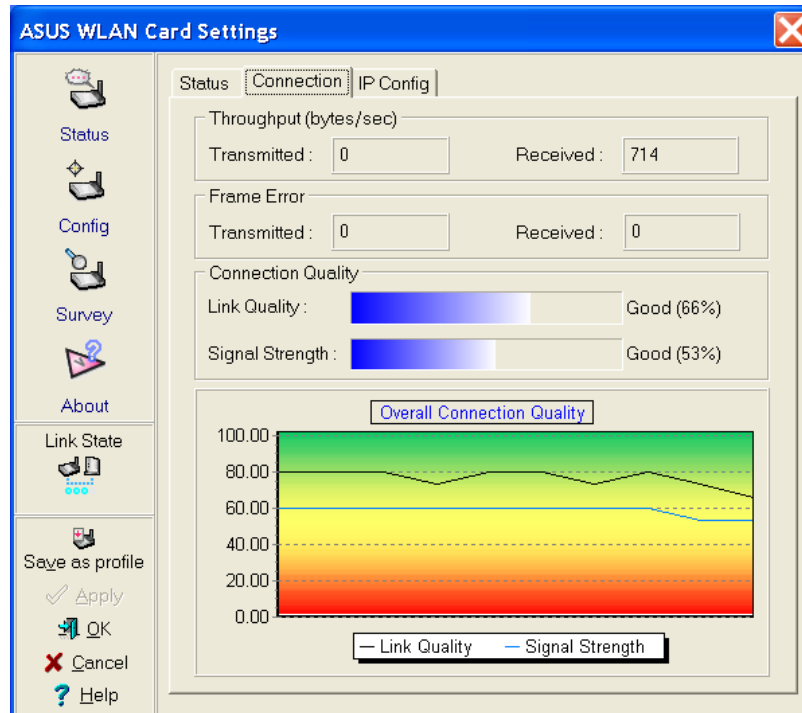 ASUS WLAN Card Settings
Status
Config
Survey
About
Link State
Save as profile
Apply
OK
Cancel
Help
Status Connection IP Config
Throughput (bytes/sec)
Transmitted : 0 Received : 714
Frame Error
Transmitted : 0 Received : 0
Connection Quality
Link Quality : Good (66%)
Signal Strength : Good (53%)
Overall Connection Quality
100.00
80.00
60.00
40.00
20.00
0.00
Link Quality Signal Strength